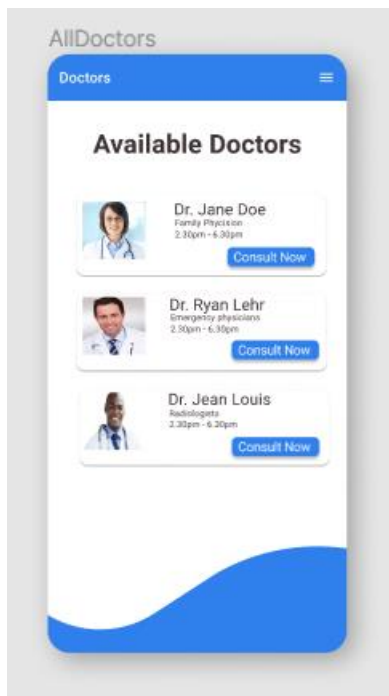 AllDoctors
Doctors
Available Doctors
Dr. Jane Doe
Family Phycision
2.30pm - 6.30pm
Consult Now
Dr. Ryan Lehr
Emergency physicians
2.30pm - 6.30pm
Consult Now
Dr. Jean Louis
Radiologists
2.30pm - 6.30pm
Consult Now